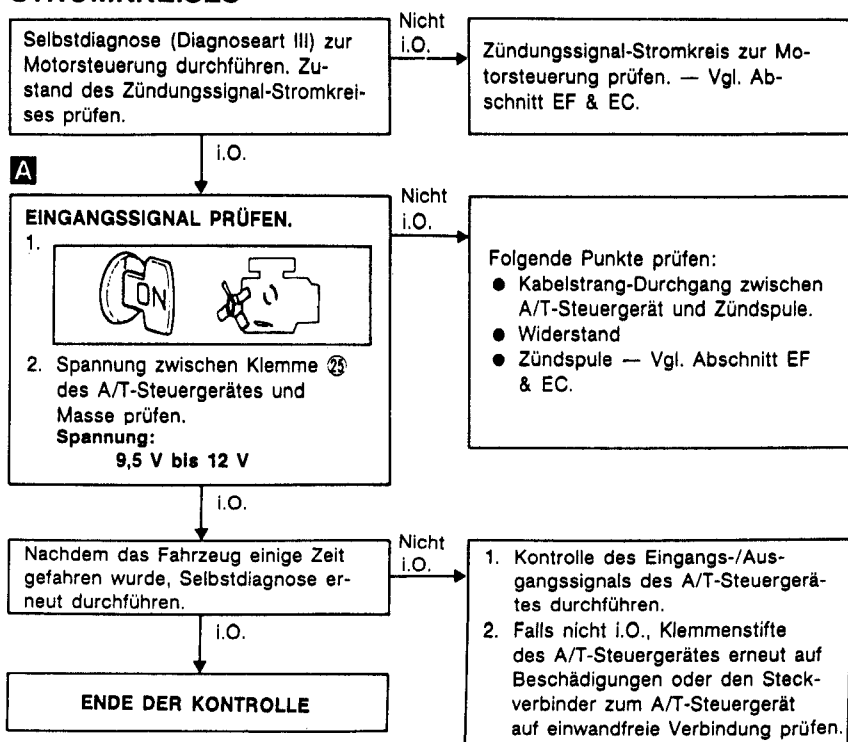 Nicht
i.O.
Selbstdiagnose (Diagnoseart III) zur
Motorsteuerung durchführen. Zu-
stand des Zündungssignal-Stromkrei-
ses prüfen.
Zündungssignal-Stromkreis zur Mo-
torsteuerung prüfen. — Vgl. Ab-
schnitt EF & EC.
i.O.
A
Nicht
i.O.
EINGANGSSIGNAL PRÜFEN.
1.
ON
2. Spannung zwischen Klemme ㉕
des A/T-Steuergerätes und
Masse prüfen.
Spannung:
9,5 V bis 12 V
Folgende Punkte prüfen:
● Kabelstrang-Durchgang zwischen
A/T-Steuergerät und Zündspule.
● Widerstand
● Zündspule — Vgl. Abschnitt EF
& EC.
i.O.
Nicht
i.O.
Nachdem das Fahrzeug einige Zeit
gefahren wurde, Selbstdiagnose er-
neut durchführen.
1. Kontrolle des Eingangs-/Aus-
gangssignals des A/T-Steuergerä-
tes durchführen.
2. Falls nicht i.O., Klemmenstifte
des A/T-Steuergerätes erneut auf
Beschädigungen oder den Steck-
verbinder zum A/T-Steuergerät
auf einwandfreie Verbindung prüfen.
i.O.
ENDE DER KONTROLLE